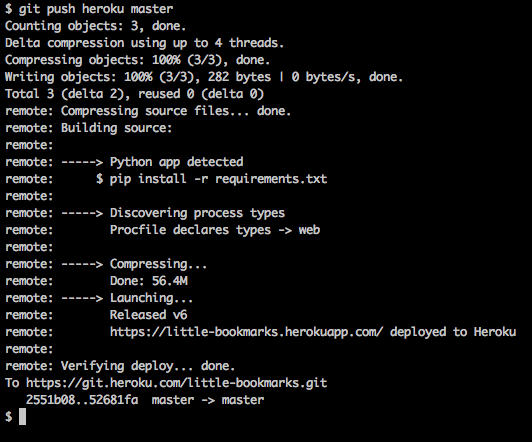 $ git push heroku master
Counting objects: 3, done.
Delta compression using up to 4 threads.
Compressing objects: 100% (3/3), done.
Writing objects: 100% (3/3), 282 bytes | 0 bytes/s, done.
Total 3 (delta 2), reused 0 (delta 0)
remote: Compressing source files... done.
remote: Building source:
remote:
remote: -----> Python app detected
remote:      $ pip install -r requirements.txt
remote:
remote: -----> Discovering process types
remote:        Procfile declares types -> web
remote:
remote: -----> Compressing...
remote:        Done: 56.4M
remote: -----> Launching...
remote:        Released v6
remote:        https://little-bookmarks.herokuapp.com/ deployed to Heroku
remote:
remote: Verifying deploy... done.
To https://git.heroku.com/little-bookmarks.git
   2551b08..52681fa  master -> master
$